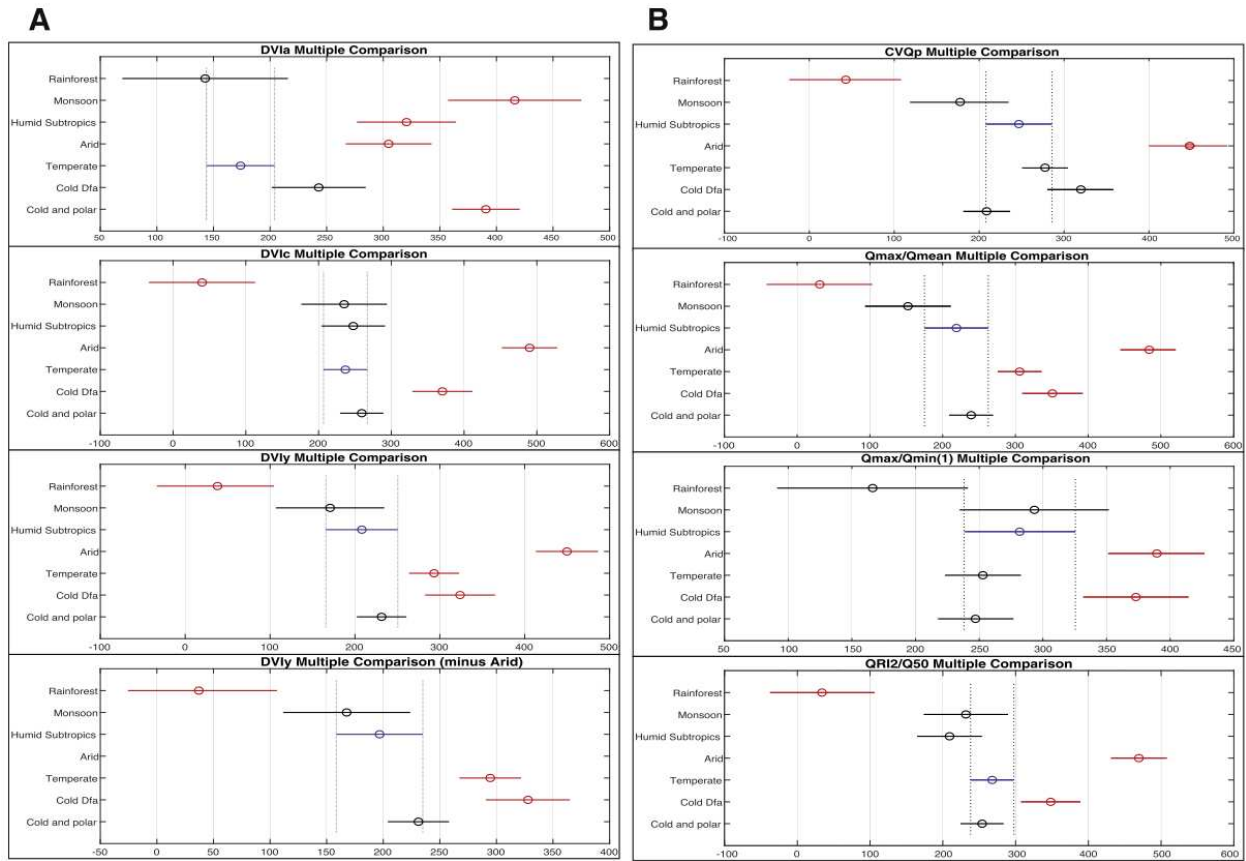 A
DVIa Multiple Comparison
Rainforest
Monsoon
Humid Subtropics
Arid
Temperate
Cold Dfa
Cold and polar
50 100 150 200 250 300 350 400 450 500
DVIc Multiple Comparison
Rainforest
Monsoon
Humid Subtropics
Arid
Temperate
Cold Dfa
Cold and polar
-100 0 100 200 300 400 500 600
DVIy Multiple Comparison
Rainforest
Monsoon
Humid Subtropics
Arid
Temperate
Cold Dfa
Cold and polar
-100 0 100 200 300 400 500
DVIy Multiple Comparison (minus Arid)
Rainforest
Monsoon
Humid Subtropics
Arid
Temperate
Cold Dfa
Cold and polar
-50 0 50 100 150 200 250 300 350 400
B
CVQp Multiple Comparison
Rainforest
Monsoon
Humid Subtropics
Arid
Temperate
Cold Dfa
Cold and polar
-100 0 100 200 300 400 500
Qmax/Qmean Multiple Comparison
Rainforest
Monsoon
Humid Subtropics
Arid
Temperate
Cold Dfa
Cold and polar
-100 0 100 200 300 400 500 600
Qmax/Qmin(1) Multiple Comparison
Rainforest
Monsoon
Humid Subtropics
Arid
Temperate
Cold Dfa
Cold and polar
50 100 150 200 250 300 350 400 450
QRI2/Q50 Multiple Comparison
Rainforest
Monsoon
Humid Subtropics
Arid
Temperate
Cold Dfa
Cold and polar
-100 0 100 200 300 400 500 600